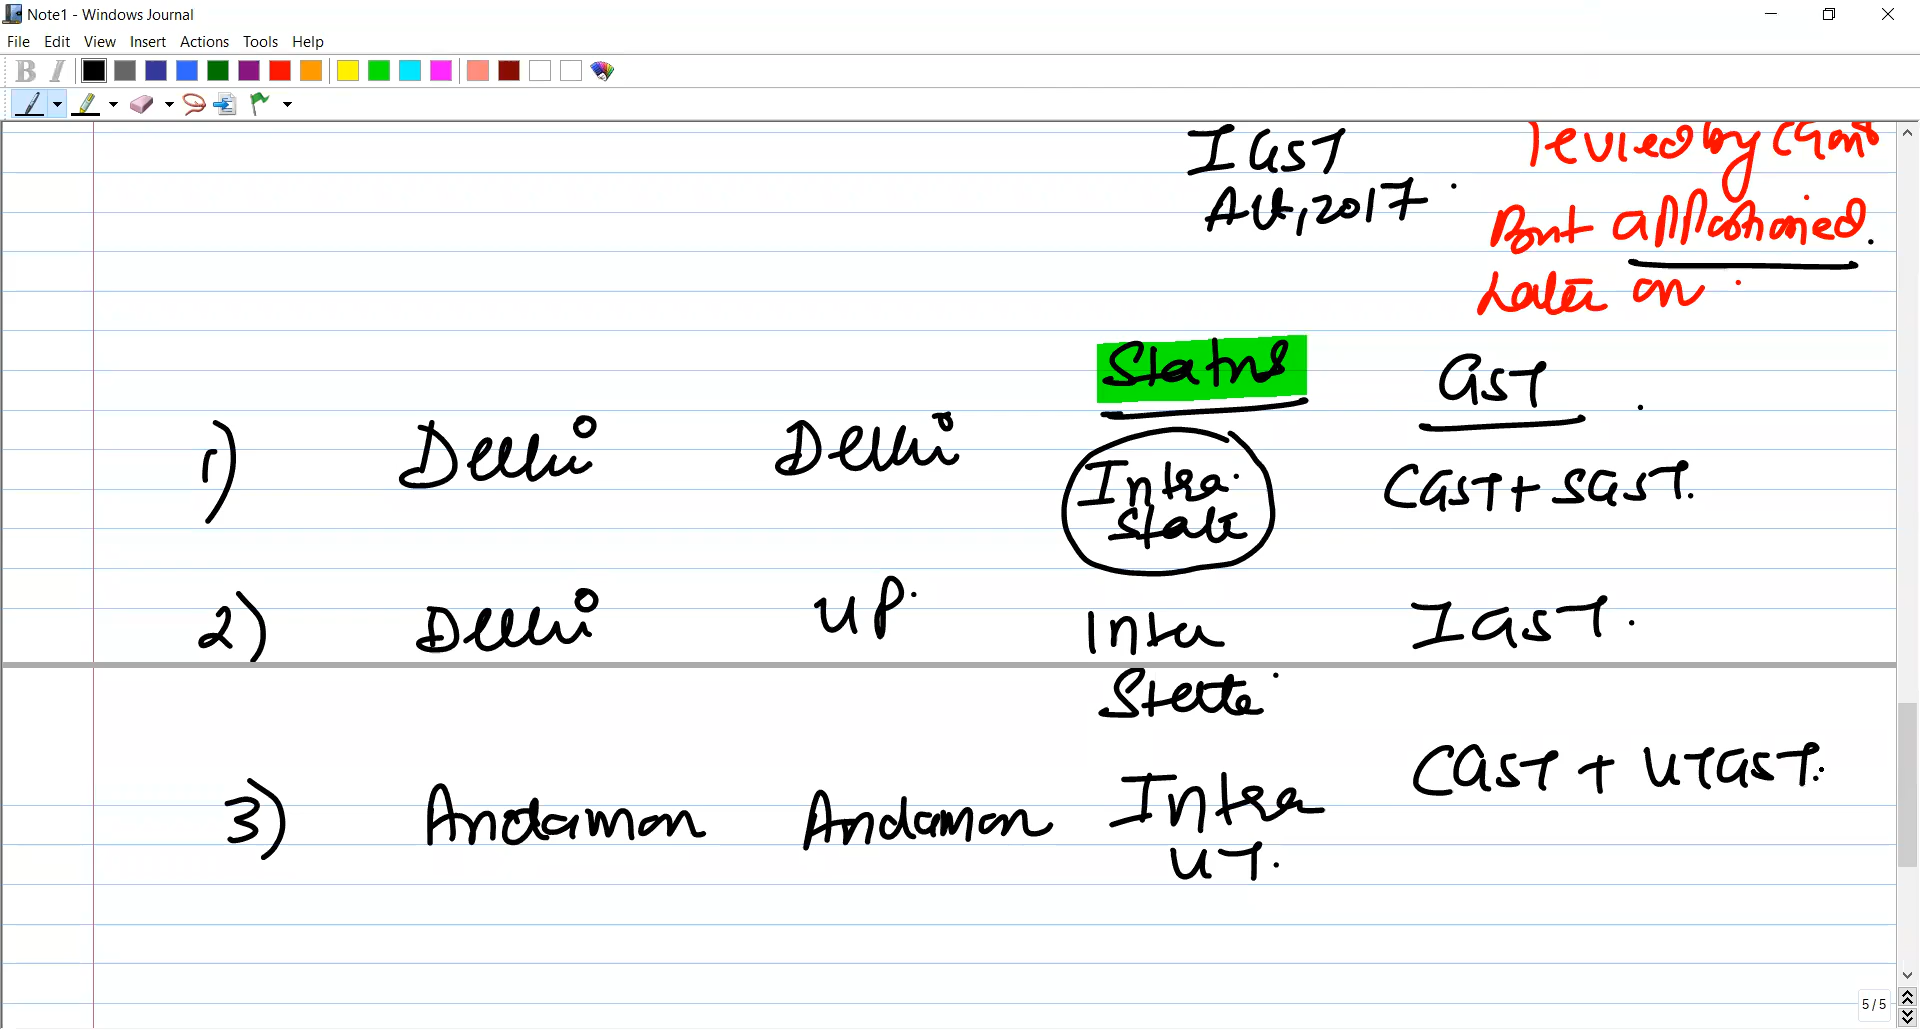 Note1 - Windows Journal
File Edit View Insert Actions Tools Help
B I
IGST
Act, 2017.
levied by CGovt
But apportioned.
Later on.
Status GST
1) Delhi Delhi Intra. State CGST + SGST.
2) Delhi UP. Inter State IGST.
3) Andaman Andaman Intra UT. CGST + UTGST.
5 / 5